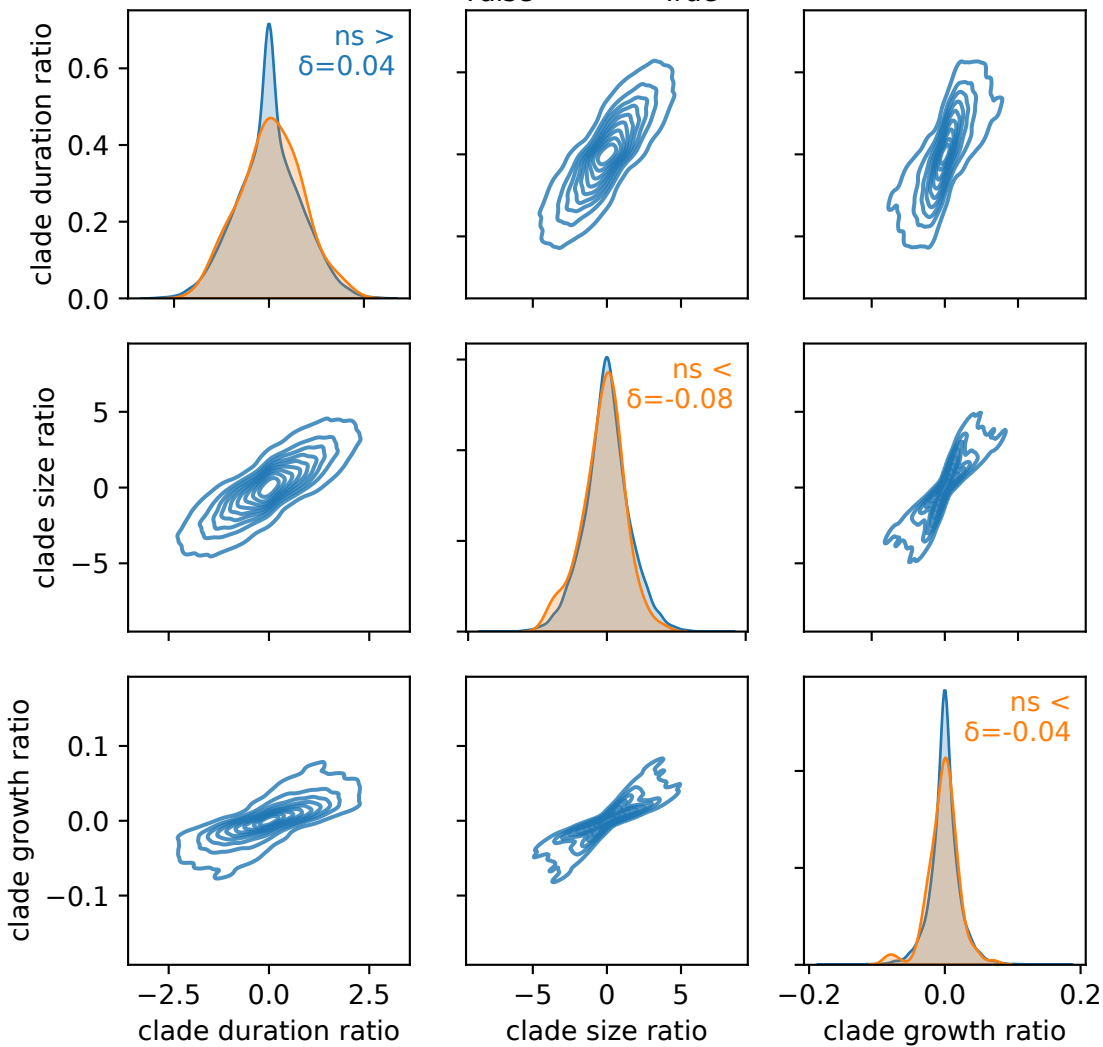 clade duration ratio
0.6
0.4
0.2
0.0
ns >
δ=0.04
clade size ratio
5
0
−5
ns <
δ=-0.08
clade growth ratio
0.1
0.0
−0.1
ns <
δ=-0.04
−2.5 0.0 2.5
clade duration ratio
−5 0 5
clade size ratio
−0.2 0.0 0.2
clade growth ratio